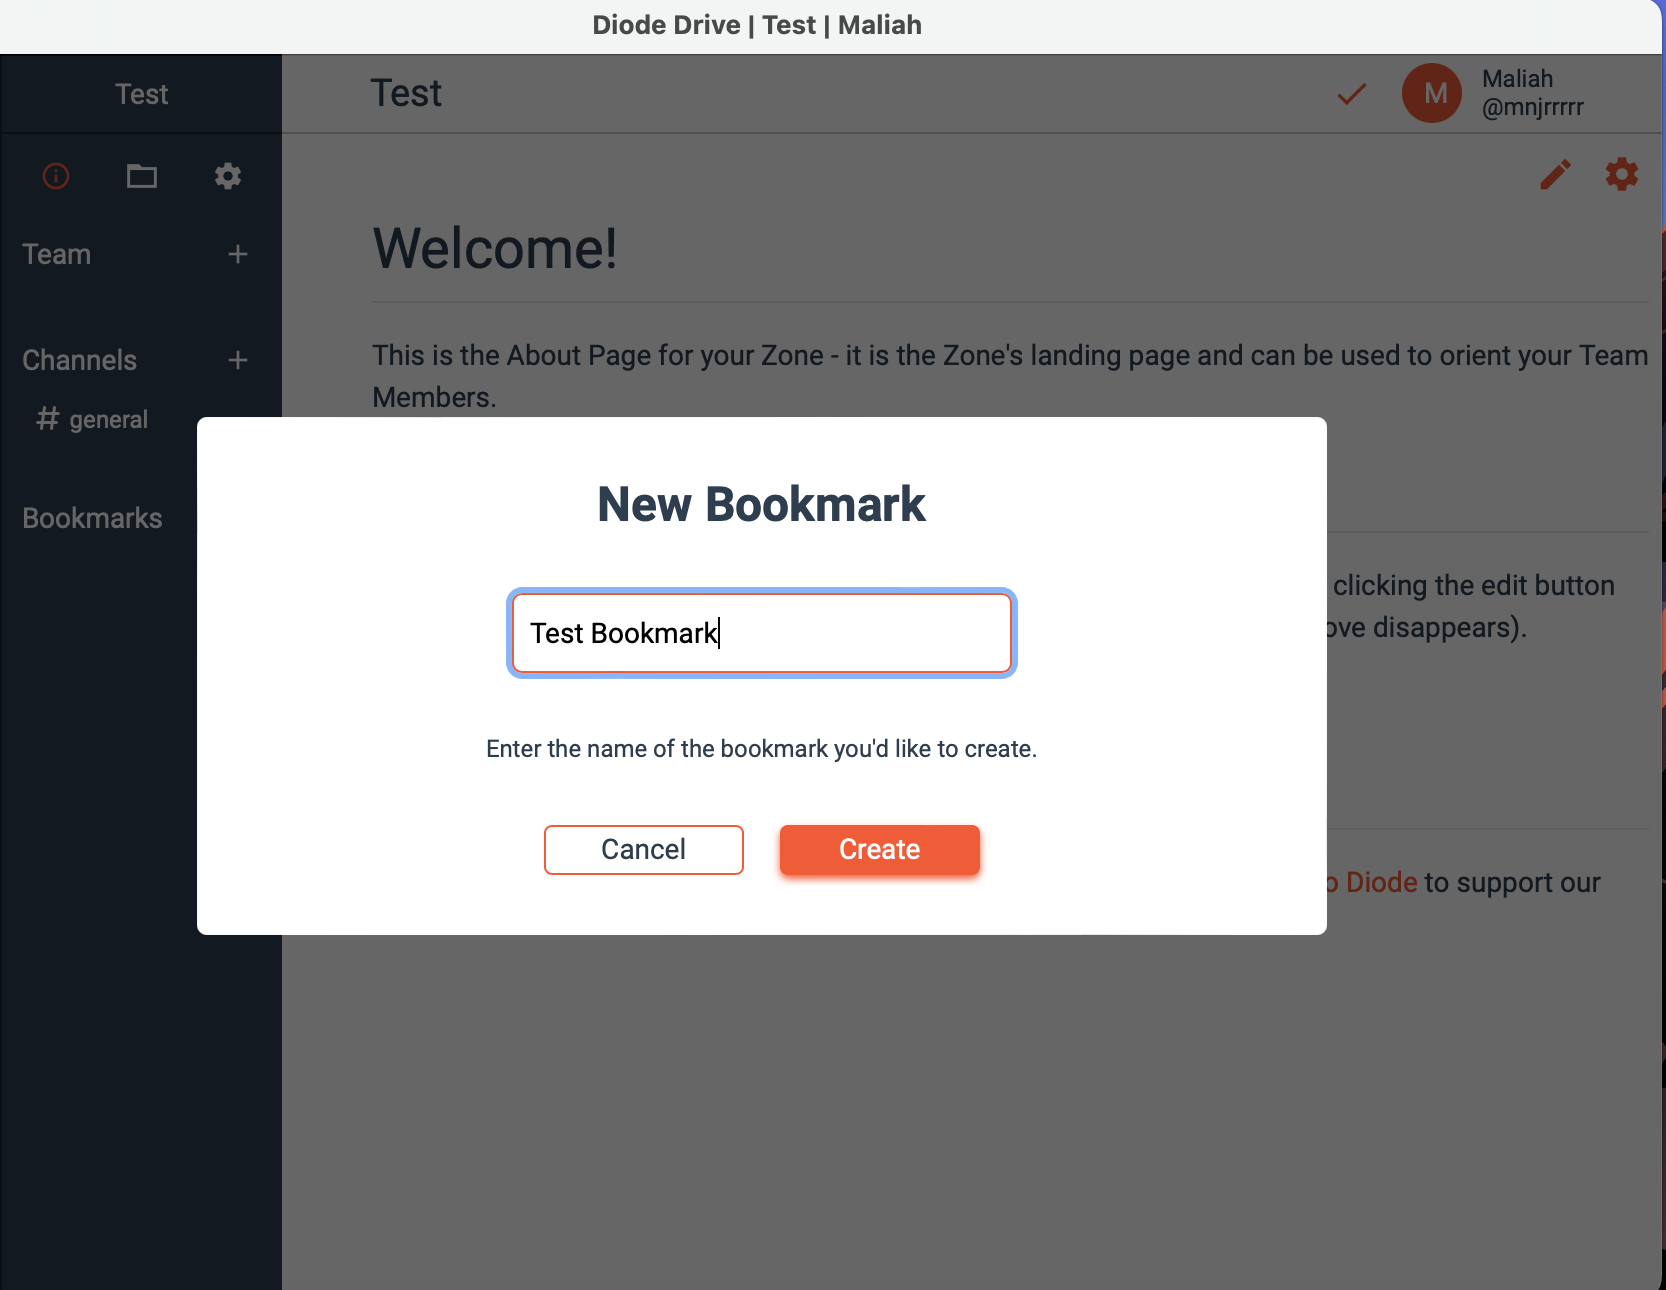 Diode Drive | Test | Maliah
Test
Test
M
Maliah
@mnjrrrrr
Team +
Channels +
# general
Bookmarks
Welcome!
This is the About Page for your Zone - it is the Zone's landing page and can be used to orient your Team
Members.
New Bookmark
Test Bookmark
Enter the name of the bookmark you'd like to create.
Cancel
Create
clicking the edit button
disappears).
Diode to support our